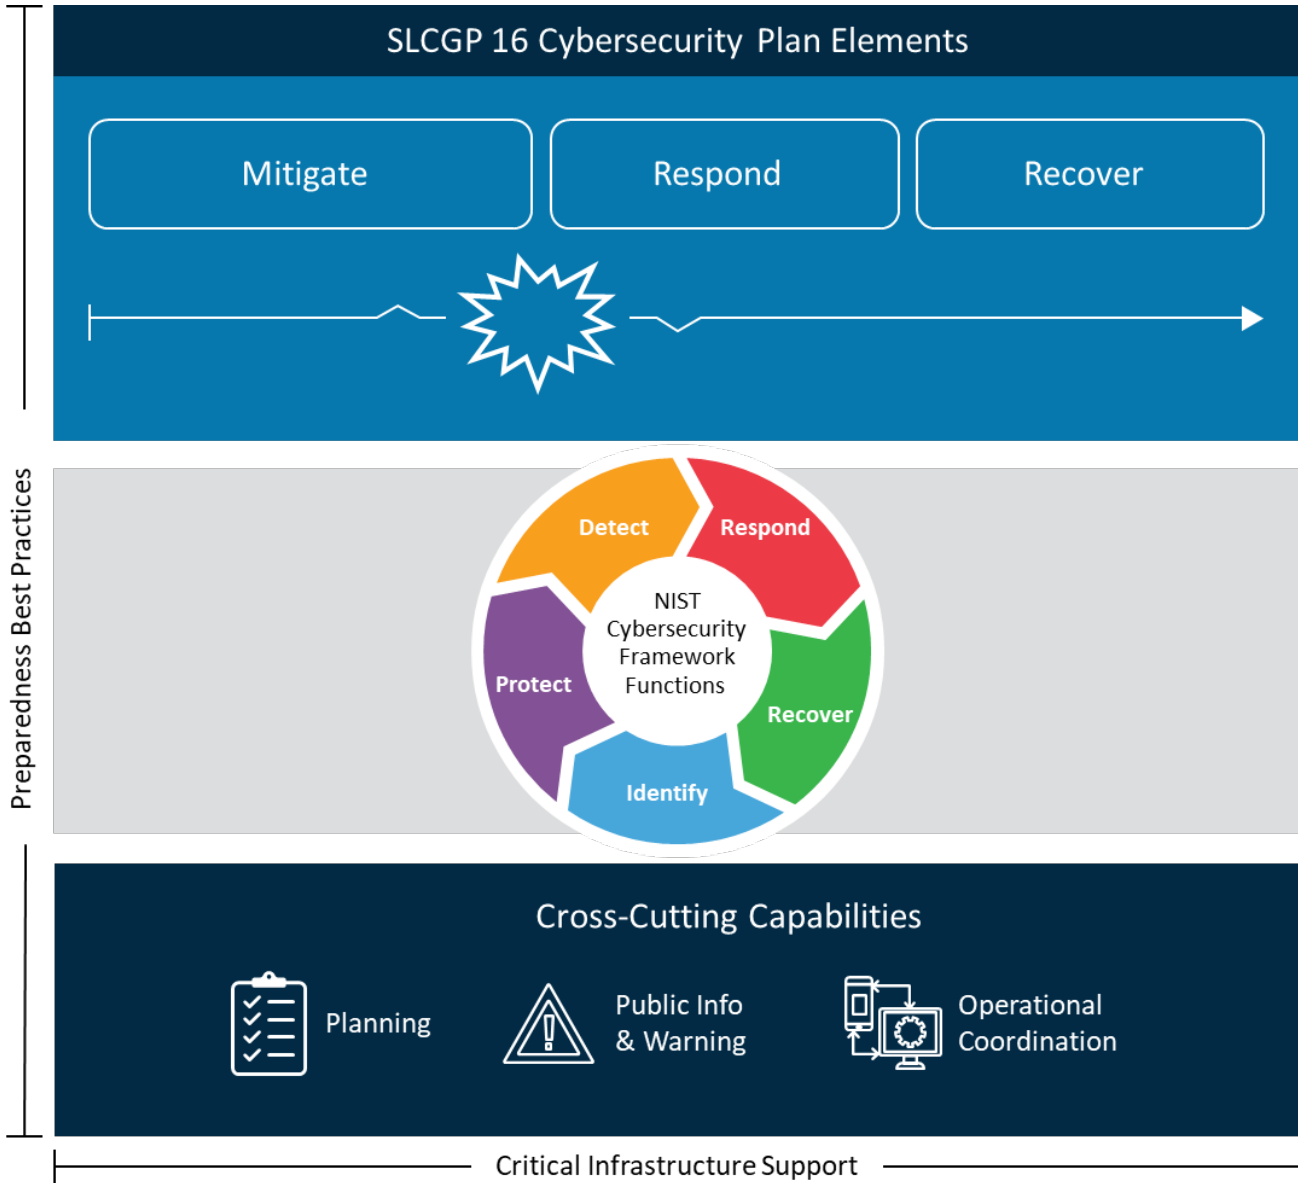 SLCGP 16 Cybersecurity Plan Elements
Mitigate
Respond
Recover
Preparedness Best Practices
Detect
Respond
Protect
Recover
Identify
NIST
Cybersecurity
Framework
Functions
Cross-Cutting Capabilities
Planning
Public Info
& Warning
Operational
Coordination
Critical Infrastructure Support